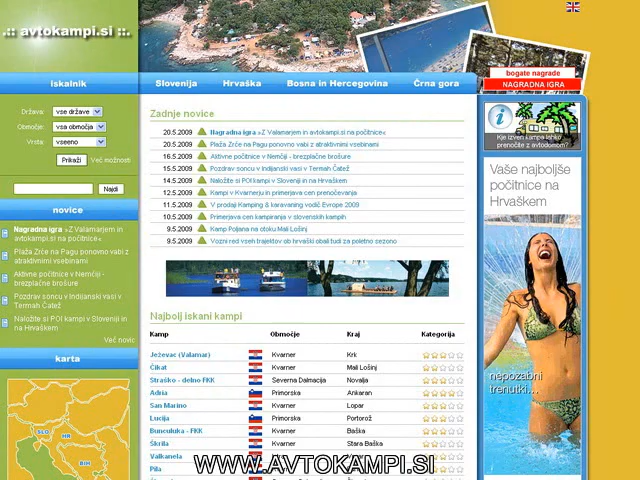 .:: avtokampi.si ::.
iskalnik
Slovenija Hrvaška Bosna in Hercegovina Črna gora
bogate nagrade
NAGRADNA IGRA
Država: vse države
Območje: vsa območja
Vrsta: vseeno
Prikaži Več možnosti
Najdi
novice
Nagradna igra »Z Valamarjem in
avtokampi.si na počitnice«
Plaža Zrče na Pagu ponovno vabi z
atraktivnimi vsebinami
Aktivne počitnice v Nemčiji -
brezplačne brošure
Pozdrav soncu v Indijanski vasi v
Termah Čatež
Naložite si POI kampi v Sloveniji in
na Hrvaškem
Več novic
karta
SLO
HR
BIH
Zadnje novice
20.5.2009 Nagradna igra »Z Valamarjem in avtokampi.si na počitnice«
20.5.2009 Plaža Zrče na Pagu ponovno vabi z atraktivnimi vsebinami
16.5.2009 Aktivne počitnice v Nemčiji - brezplačne brošure
15.5.2009 Pozdrav soncu v Indijanski vasi v Termah Čatež
14.5.2009 Naložite si POI kampi v Sloveniji in na Hrvaškem
12.5.2009 Kampi v Kvarnerju in primerjava cen prenočevanja
11.5.2009 V prodaji Kamping & karavaning vodič Evrope 2009
10.5.2009 Primerjava cen kampiranja v slovenskih kampih
9.5.2009 Kamp Poljana na otoku Mali Lošinj
9.5.2009 Vozni red vseh trajektov ob hrvaški obali tudi za poletno sezono
Najbolj iskani kampi
Kamp Območje Kraj Kategorija
Ježevac (Valamar) Kvarner Krk
Čikat Kvarner Mali Lošinj
Straško - delno FKK Severna Dalmacija Novalja
Adria Primorska Ankaran
San Marino Kvarner Lopar
Lucija Primorska Portorož
Bunculuka - FKK Kvarner Baška
Škrila Kvarner Stara Baška
Valkanela
Pila
Kje izven kampa lahko
prenočite z avtodomom?
Vaše najboljše
počitnice na
Hrvaškem
nepozabni
trenutki...
WWW.AVTOKAMPI.SI